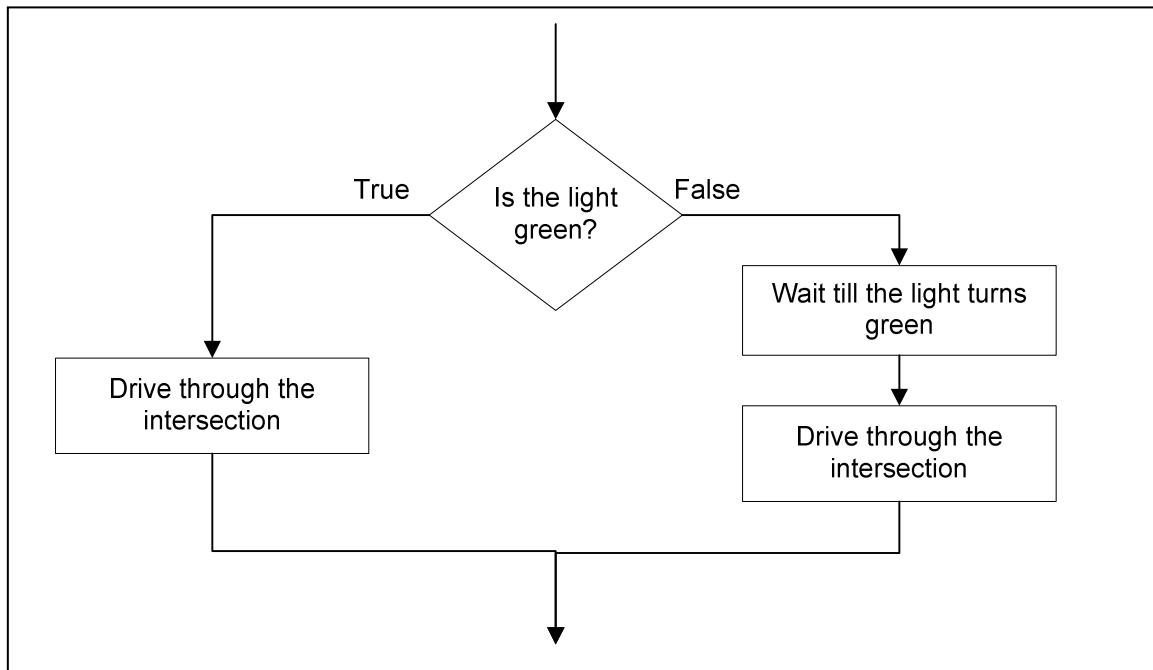 True
Is the light
green?
False
Wait till the light turns
green
Drive through the
intersection
Drive through the
intersection